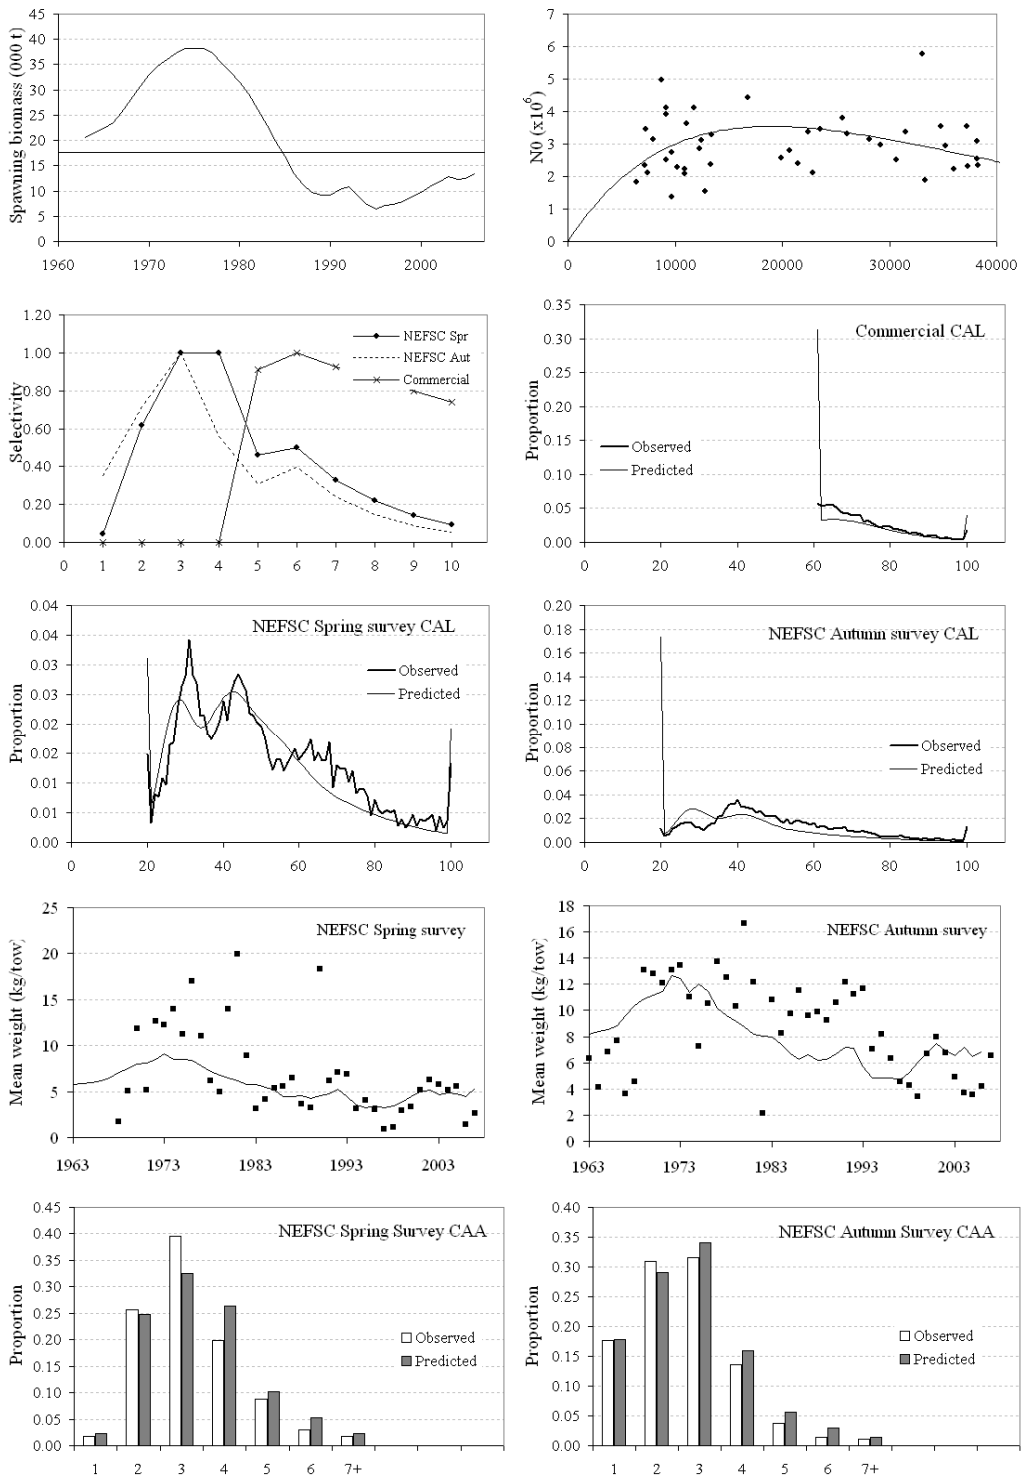 Spawning biomass (000 t)
45
40
35
30
25
20
15
10
5
0
1960 1970 1980 1990 2000
N0 (x10^6)
7
6
5
4
3
2
1
0
0 10000 20000 30000 40000
Selectivity
1.20
1.00
0.80
0.60
0.40
0.20
0.00
0 1 2 3 4 5 6 7 8 9 10
NEFSC Spr
NEFSC Aut
Commercial
Commercial CAL
Proportion
0.35
0.30
0.25
0.20
0.15
0.10
0.05
0.00
0 20 40 60 80 100
Observed
Predicted
NEFSC Spring survey CAL
Proportion
0.04
0.04
0.03
0.03
0.02
0.02
0.01
0.01
0.00
0 20 40 60 80 100
Observed
Predicted
NEFSC Autumn survey CAL
Proportion
0.20
0.18
0.16
0.14
0.12
0.10
0.08
0.06
0.04
0.02
0.00
0 20 40 60 80 100
Observed
Predicted
NEFSC Spring survey
Mean weight (kg/tow)
25
20
15
10
5
0
1963 1973 1983 1993 2003
NEFSC Autumn survey
Mean weight (kg/tow)
18
16
14
12
10
8
6
4
2
0
1963 1973 1983 1993 2003
NEFSC Spring Survey CAA
Proportion
0.45
0.40
0.35
0.30
0.25
0.20
0.15
0.10
0.05
0.00
1 2 3 4 5 6 7+
Observed
Predicted
NEFSC Autumn Survey CAA
Proportion
0.40
0.35
0.30
0.25
0.20
0.15
0.10
0.05
0.00
1 2 3 4 5 6 7+
Observed
Predicted